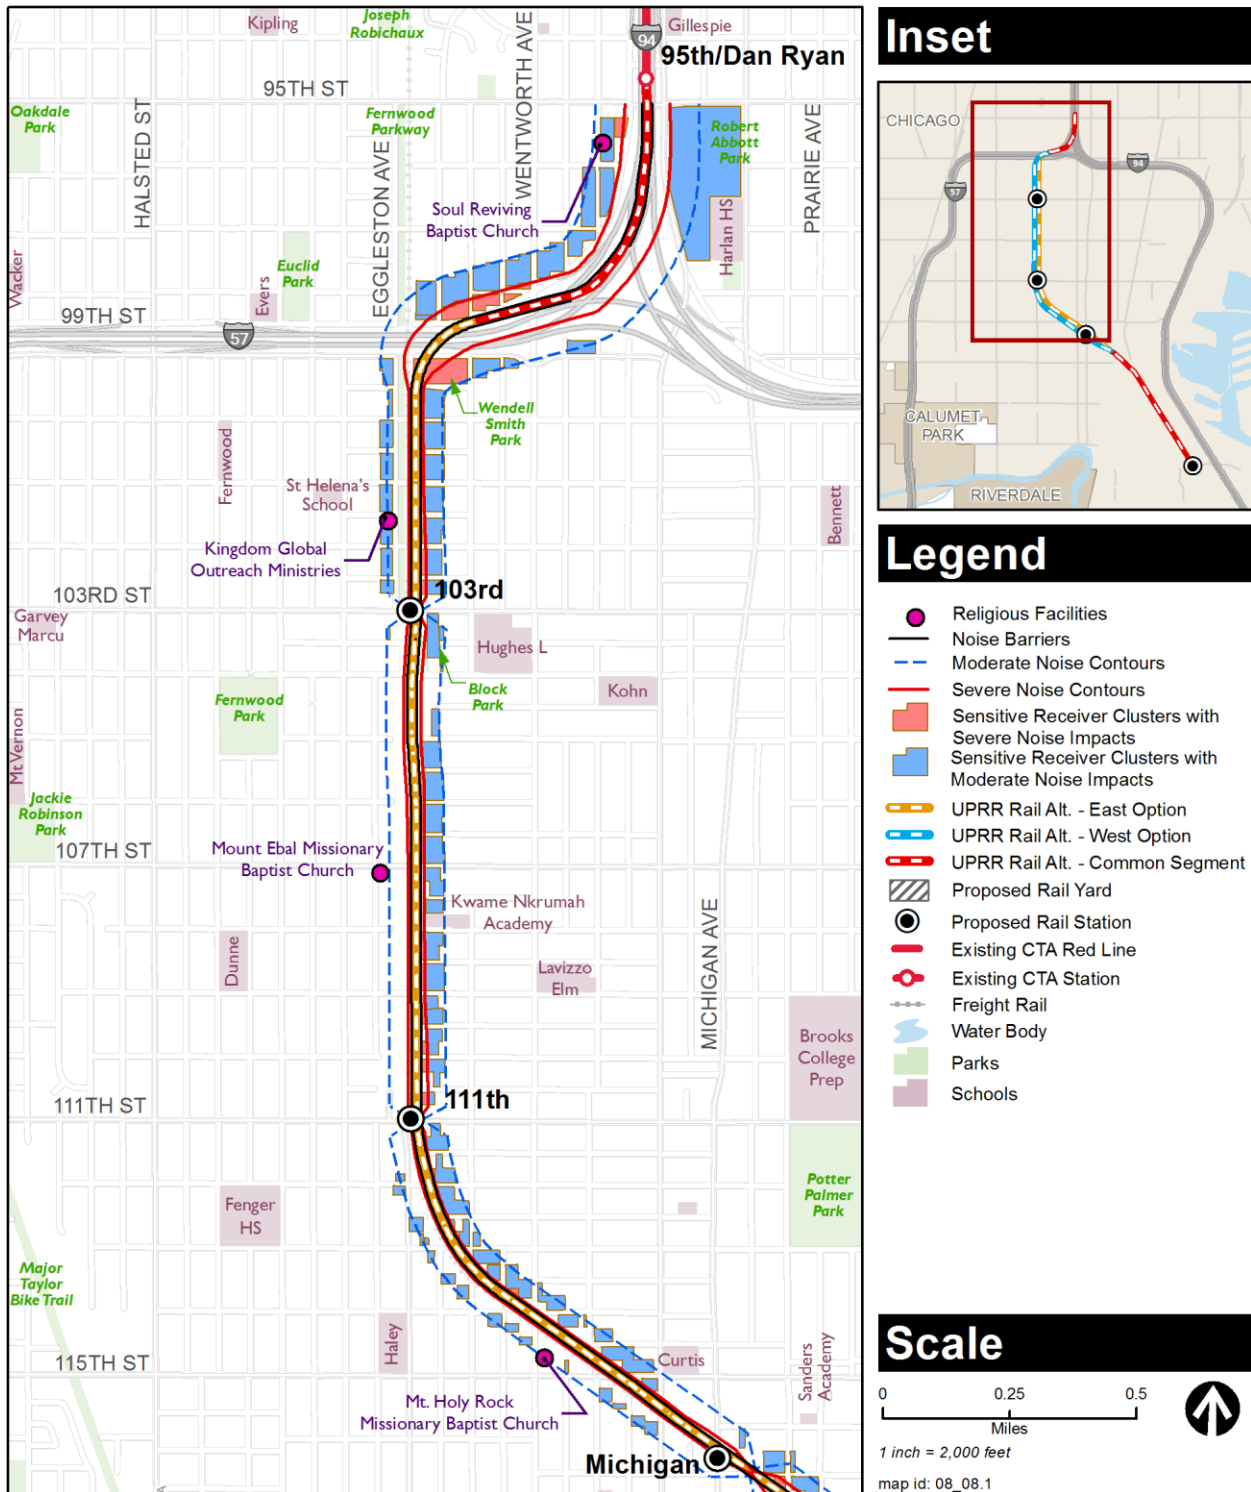 Kipling
Joseph
Robichaux
WENTWORTH AVE
Gillespie
94
95th/Dan Ryan
95TH ST
Oakdale
Park
HALSTED ST
Fernwood
Parkway
EGGLESTON AVE
Robert
Abbott
Park
PRAIRIE AVE
Soul Reviving
Baptist Church
Harlan HS
Wacker
Euclid
Park
Evers
99TH ST
57
Wendell
Smith
Park
Fernwood
St Helena's
School
Bennett
Kingdom Global
Outreach Ministries
103RD ST
103rd
Garvey
Marcu
Hughes L
Block
Park
Kohn
Fernwood
Park
Mt Vernon
Jackie
Robinson
Park
107TH ST
Mount Ebal Missionary
Baptist Church
Kwame Nkrumah
Academy
Dunne
Lavizzo
Elm
MICHIGAN AVE
Brooks
College
Prep
111TH ST
111th
Fenger
HS
Potter
Palmer
Park
Major
Taylor
Bike Trail
115TH ST
Haley
Curtis
Sanders
Academy
Mt. Holy Rock
Missionary Baptist Church
Michigan
Inset
CHICAGO
94
57
CALUMET
PARK
RIVERDALE
Legend
Religious Facilities
Noise Barriers
Moderate Noise Contours
Severe Noise Contours
Sensitive Receiver Clusters with
Severe Noise Impacts
Sensitive Receiver Clusters with
Moderate Noise Impacts
UPRR Rail Alt. - East Option
UPRR Rail Alt. - West Option
UPRR Rail Alt. - Common Segment
Proposed Rail Yard
Proposed Rail Station
Existing CTA Red Line
Existing CTA Station
Freight Rail
Water Body
Parks
Schools
Scale
0 0.25 0.5
Miles
1 inch = 2,000 feet
map id: 08_08.1